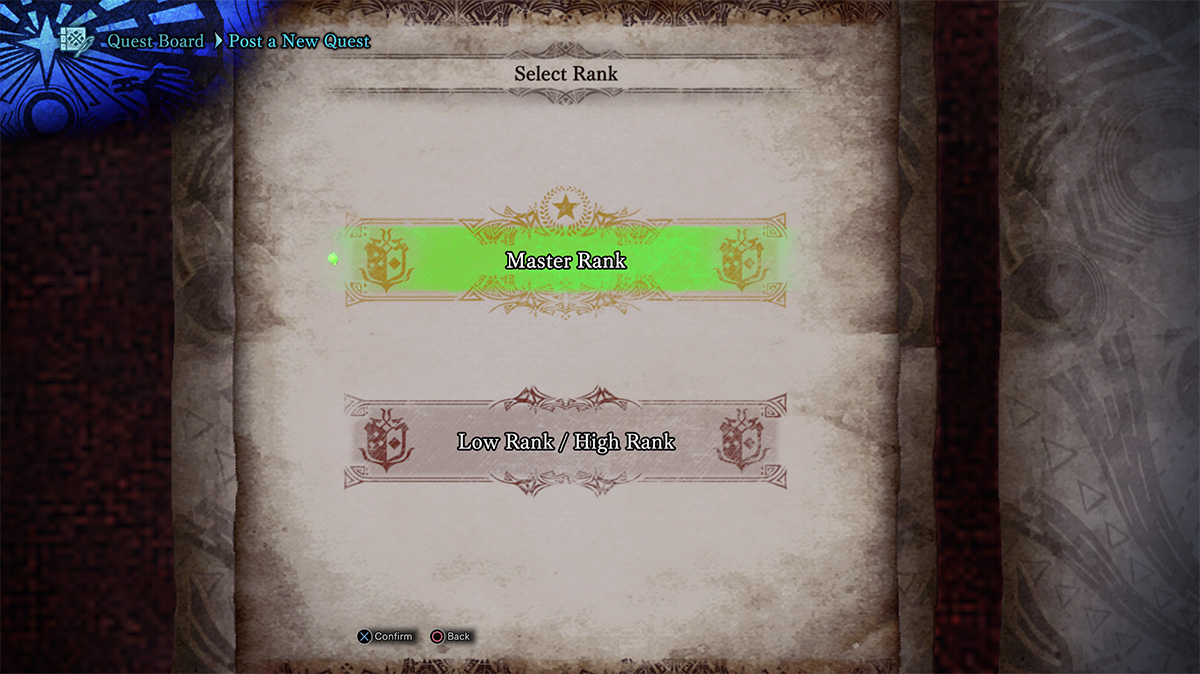 Quest Board Post a New Quest
Select Rank
Master Rank
Low Rank / High Rank
Confirm Back